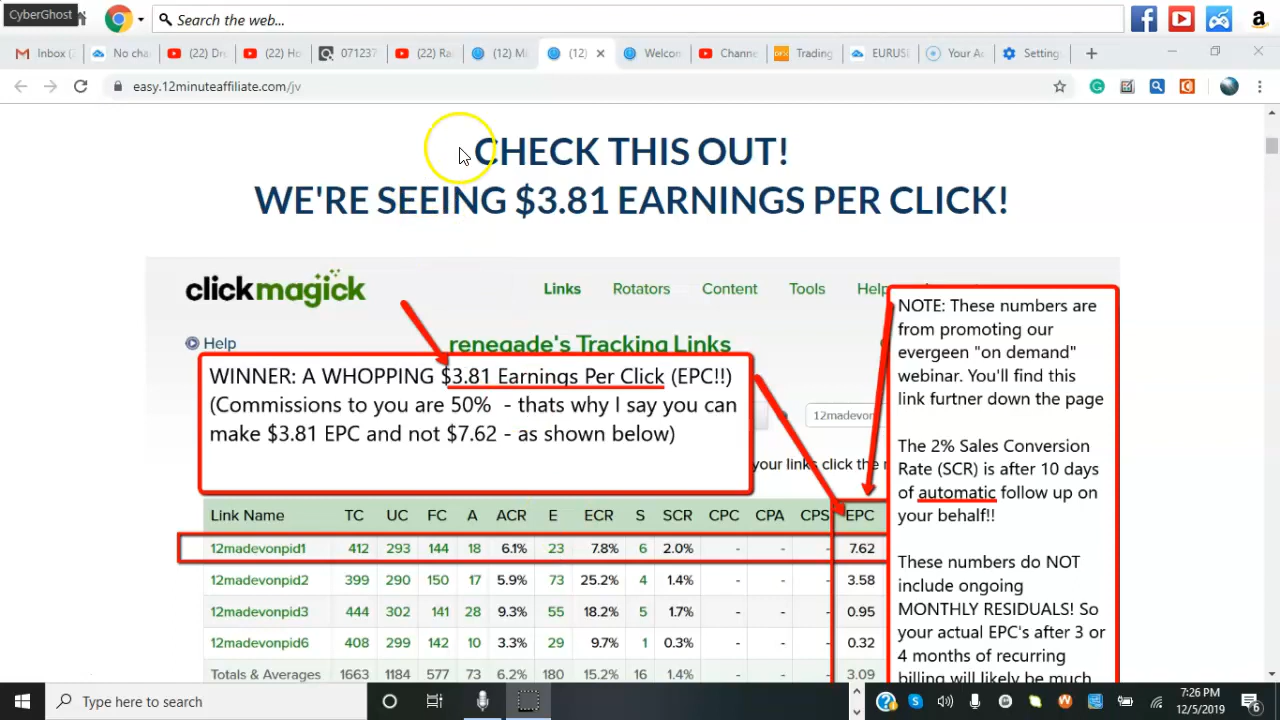 CyberGhost
Search the web...
Inbox (
No chan
(22) Dr
(22) Ho
071237
(22) Ra
(12) M
(12)
Welcom
Channe
Trading
EURUS
Your Ac
Setting
easy.12minuteaffiliate.com/jv
CHECK THIS OUT!
WE'RE SEEING $3.81 EARNINGS PER CLICK!
clickmagick
Links Rotators Content Tools Help
Help
renegade's Tracking Links
WINNER: A WHOPPING $3.81 Earnings Per Click (EPC!!)
(Commissions to you are 50% - thats why I say you can
make $3.81 EPC and not $7.62 - as shown below)
12madevon
your links click the
NOTE: These numbers are
from promoting our
evergeen "on demand"
webinar. You'll find this
link furtner down the page
The 2% Sales Conversion
Rate (SCR) is after 10 days
of automatic follow up on
your behalf!!
These numbers do NOT
include ongoing
MONTHLY RESIDUALS! So
your actual EPC's after 3 or
4 months of recurring
billing will likely be much
Link Name TC UC FC A ACR E ECR S SCR CPC CPA CPS EPC
12madevonpid1 412 293 144 18 6.1% 23 7.8% 6 2.0% - - - 7.62
12madevonpid2 399 290 150 17 5.9% 73 25.2% 4 1.4% - - - 3.58
12madevonpid3 444 302 141 28 9.3% 55 18.2% 5 1.7% - - - 0.95
12madevonpid6 408 299 142 10 3.3% 29 9.7% 1 0.3% - - - 0.32
Totals & Averages 1663 1184 577 73 6.2% 180 15.2% 16 1.4% - - - 3.09
Type here to search
7:26 PM
12/5/2019
6